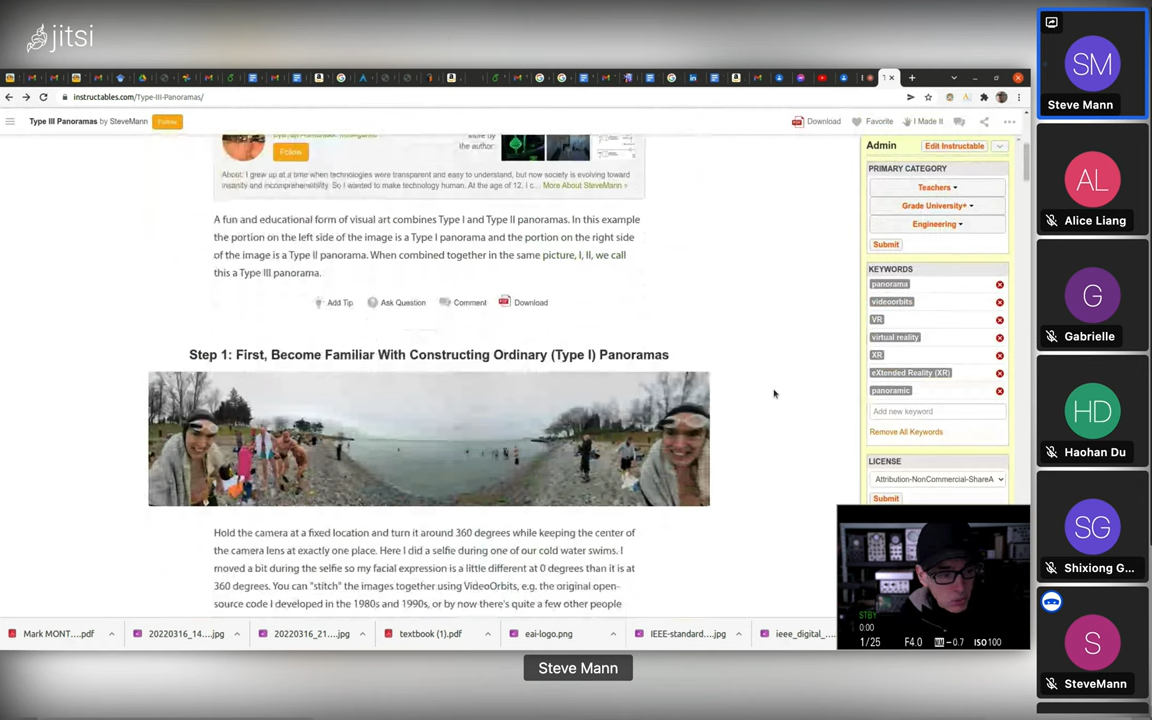 jitsi
instructables.com/Type-III-Panoramas/
Type III Panoramas by SteveMann
Follow
Download
Favorite
I Made It
Follow
More by
the author:
About: I grew up at a time when technologies were transparent and easy to understand, but now society is evolving toward
insanity and incomprehensibility. So I wanted to make technology human. At the age of 12, I c... More About SteveMann »
A fun and educational form of visual art combines Type I and Type II panoramas. In this example
the portion on the left side of the image is a Type I panorama and the portion on the right side
of the image is a Type II panorama. When combined together in the same picture, I, II, we call
this a Type III panorama.
Add Tip
Ask Question
Comment
Download
Step 1: First, Become Familiar With Constructing Ordinary (Type I) Panoramas
Hold the camera at a fixed location and turn it around 360 degrees while keeping the center of
the camera lens at exactly one place. Here I did a selfie during one of our cold water swims. I
moved a bit during the selfie so my facial expression is a little different at 0 degrees than it is at
360 degrees. You can "stitch" the images together using VideoOrbits, e.g. the original open-
source code I developed in the 1980s and 1990s, or by now there's quite a few other people
Admin
Edit Instructable
PRIMARY CATEGORY
Teachers
Grade University+
Engineering
Submit
KEYWORDS
panorama
videoorbits
VR
virtual reality
XR
eXtended Reality (XR)
panoramic
Add new keyword
Remove All Keywords
LICENSE
Attribution-NonCommercial-ShareA
Submit
STBY
0:00
1/25
F4.0
-0.7
ISO100
Mark MONT....pdf
20220316_14....jpg
20220316_21....jpg
textbook (1).pdf
eai-logo.png
IEEE-standard....jpg
ieee_digital_...
Steve Mann
SM
Steve Mann
AL
Alice Liang
G
Gabrielle
HD
Haohan Du
SG
Shixiong G...
S
SteveMann